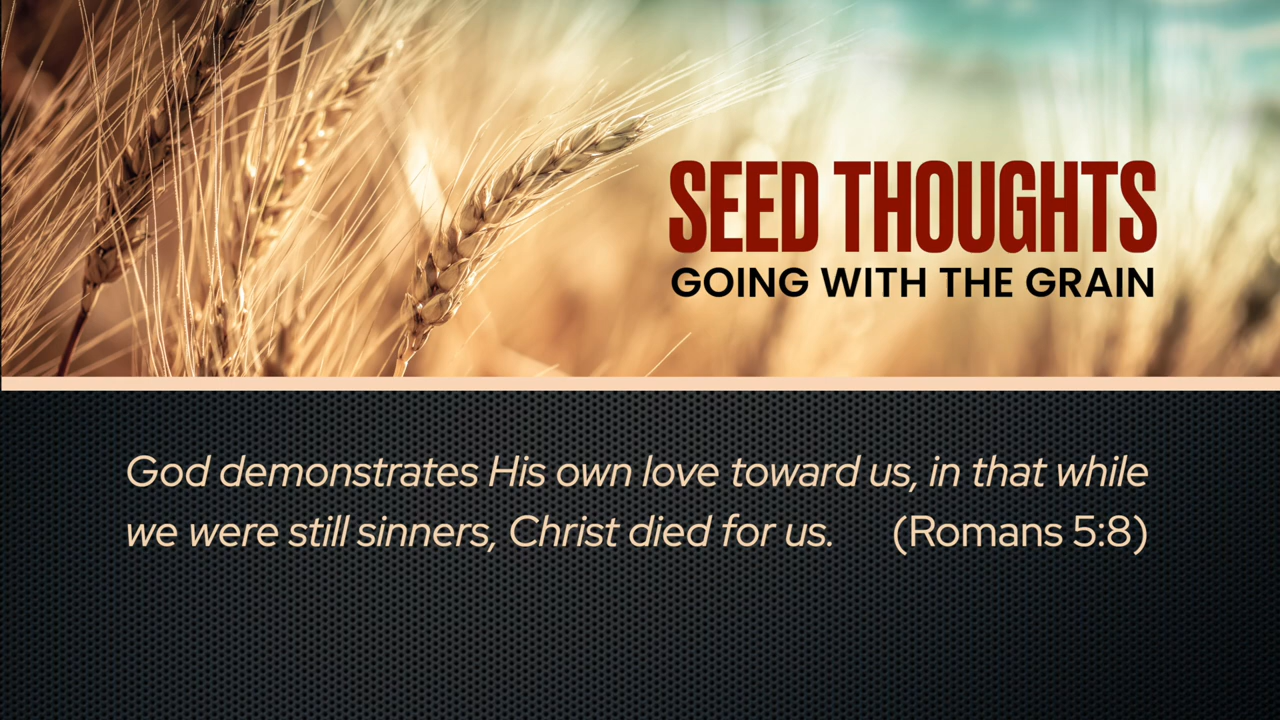 SEED THOUGHTS
GOING WITH THE GRAIN
God demonstrates His own love toward us, in that while
we were still sinners, Christ died for us. (Romans 5:8)